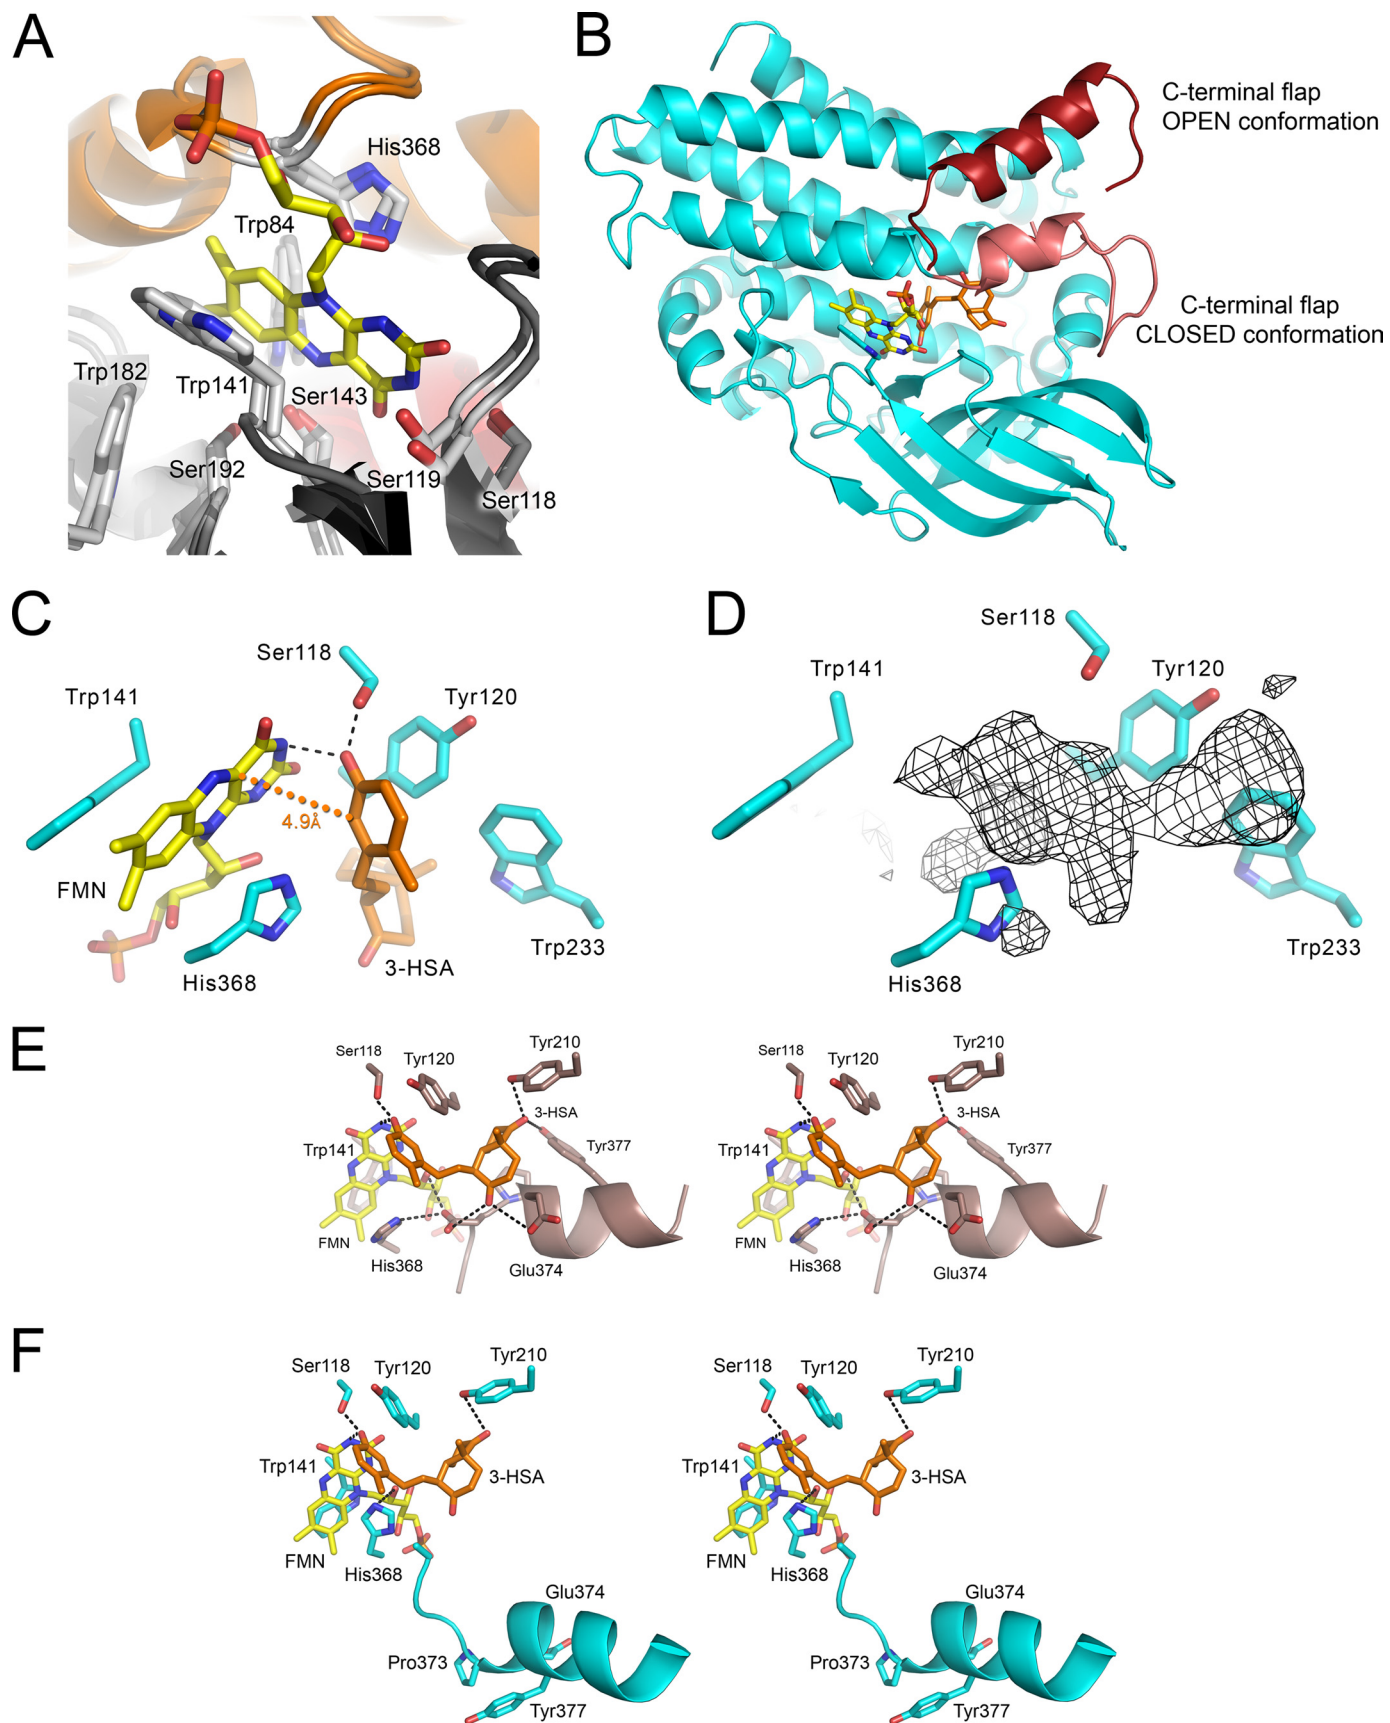 A
His368
Trp84
Trp182
Trp141
Ser143
Ser192
Ser119
Ser118
B
C-terminal flap
OPEN conformation
C-terminal flap
CLOSED conformation
C
Ser118
Trp141
Tyr120
4.9Å
FMN
His368
3-HSA
Trp233
D
Ser118
Trp141
Tyr120
His368
Trp233
E
Ser118
Tyr120
Tyr210
3-HSA
Trp141
Tyr377
FMN
His368
Glu374
Ser118
Tyr120
Tyr210
3-HSA
Trp141
Tyr377
FMN
His368
Glu374
F
Ser118
Tyr120
Tyr210
Trp141
3-HSA
FMN
His368
Pro373
Tyr377
Ser118
Tyr120
Tyr210
Trp141
3-HSA
FMN
His368
Glu374
Pro373
Tyr377
Glu374